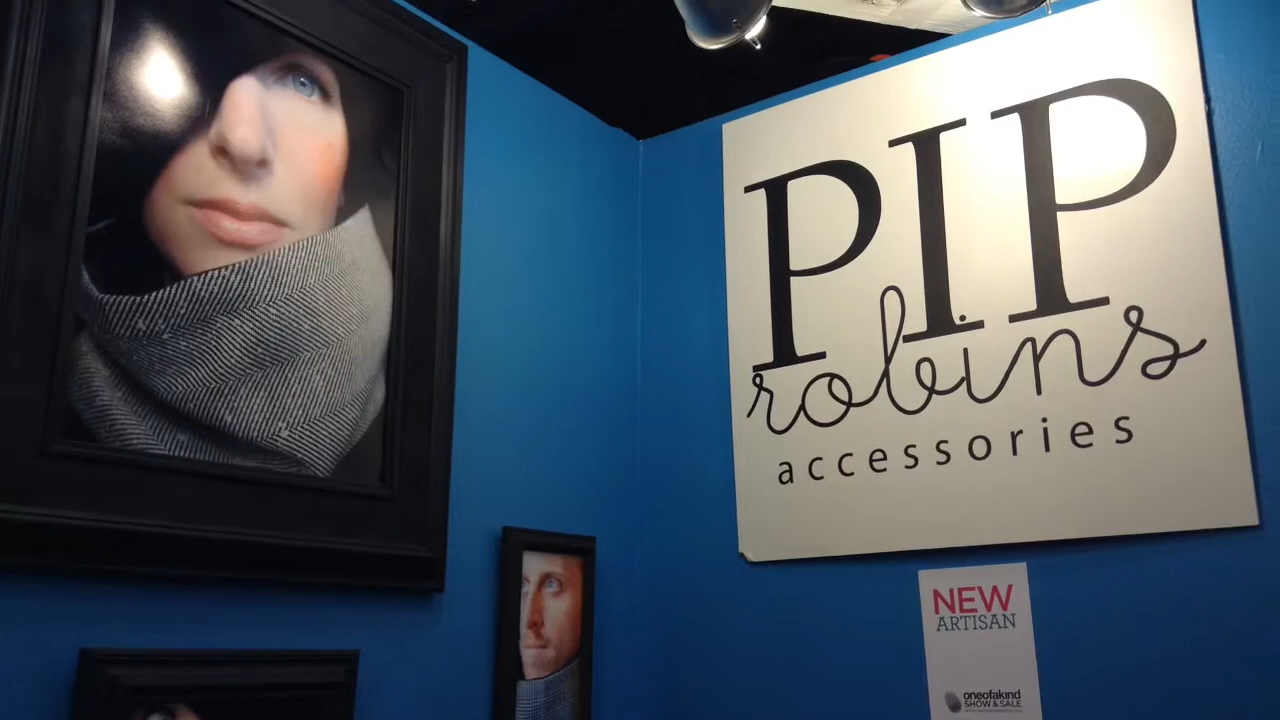 PIP
robins
accessories
NEW
ARTISAN
oneofakind
SHOW & SALE